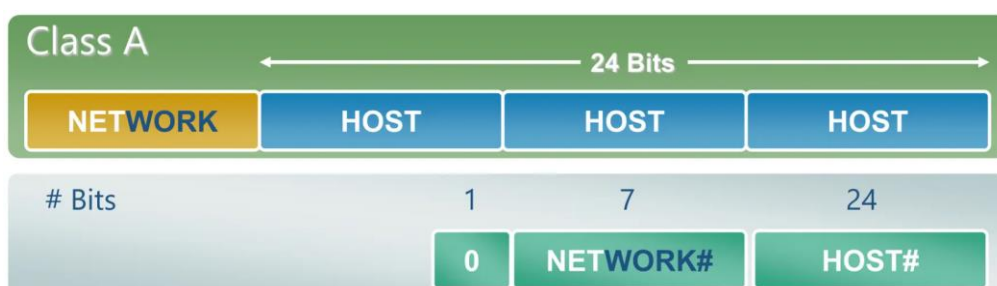 Class A
24 Bits
NETWORK HOST HOST HOST
# Bits 1 7 24
0 NETWORK# HOST#